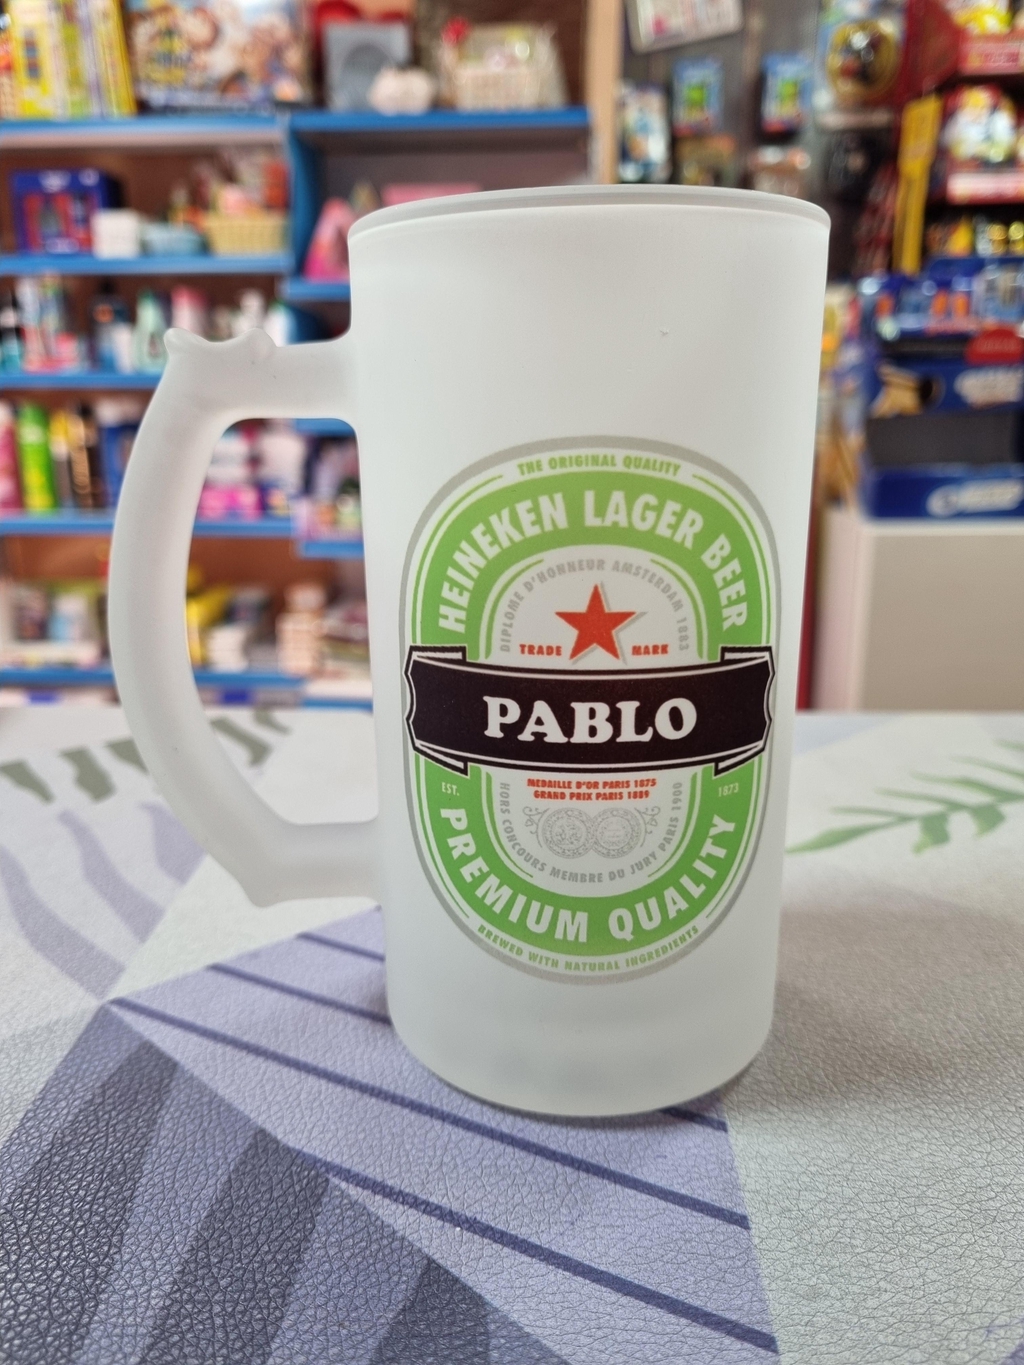 THE ORIGINAL QUALITY
HEINEKEN LAGER BEER
DIPLOME D'HONNEUR AMSTERDAM 1883
TRADE MARK
PABLO
MEDAILLE D'OR PARIS 1875
GRAND PRIX PARIS 1889
EST. 1873
HORS CONCOURS MEMBRE DU JURY PARIS 1900
PREMIUM QUALITY
BREWED WITH NATURAL INGREDIENTS